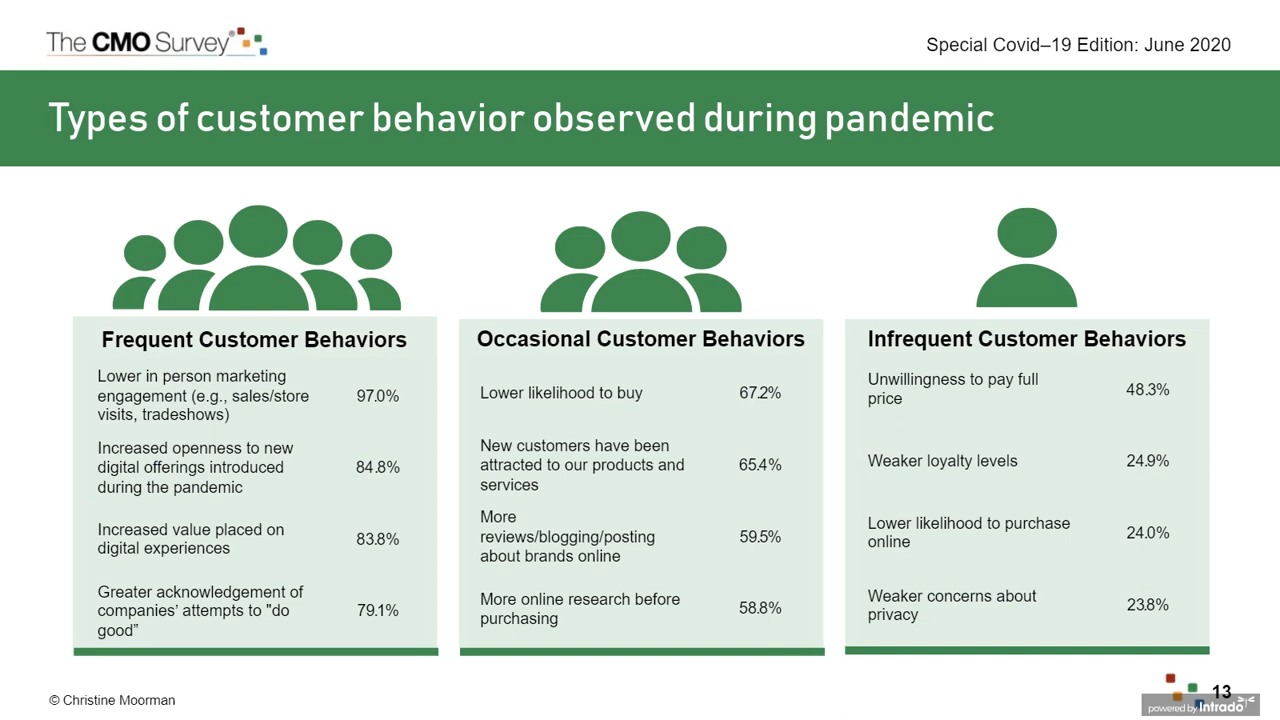 The CMO Survey®
Special Covid–19 Edition: June 2020
Types of customer behavior observed during pandemic
Frequent Customer Behaviors
Lower in person marketing
engagement (e.g., sales/store
visits, tradeshows)
97.0%
Increased openness to new
digital offerings introduced
during the pandemic
84.8%
Increased value placed on
digital experiences
83.8%
Greater acknowledgement of
companies’ attempts to "do
good”
79.1%
Occasional Customer Behaviors
Lower likelihood to buy
67.2%
New customers have been
attracted to our products and
services
65.4%
More
reviews/blogging/posting
about brands online
59.5%
More online research before
purchasing
58.8%
Infrequent Customer Behaviors
Unwillingness to pay full
price
48.3%
Weaker loyalty levels
24.9%
Lower likelihood to purchase
online
24.0%
Weaker concerns about
privacy
23.8%
© Christine Moorman
13
powered by Intrado